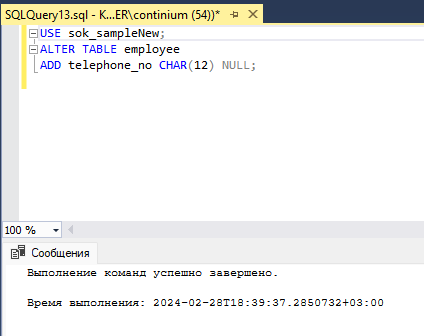 SQLQuery13.sql - K...ER\continium (54))*
USE sok_sampleNew;
ALTER TABLE employee
ADD telephone_no CHAR(12) NULL;
100 %
Сообщения
Выполнение команд успешно завершено.
Время выполнения: 2024-02-28T18:39:37.2850732+03:00